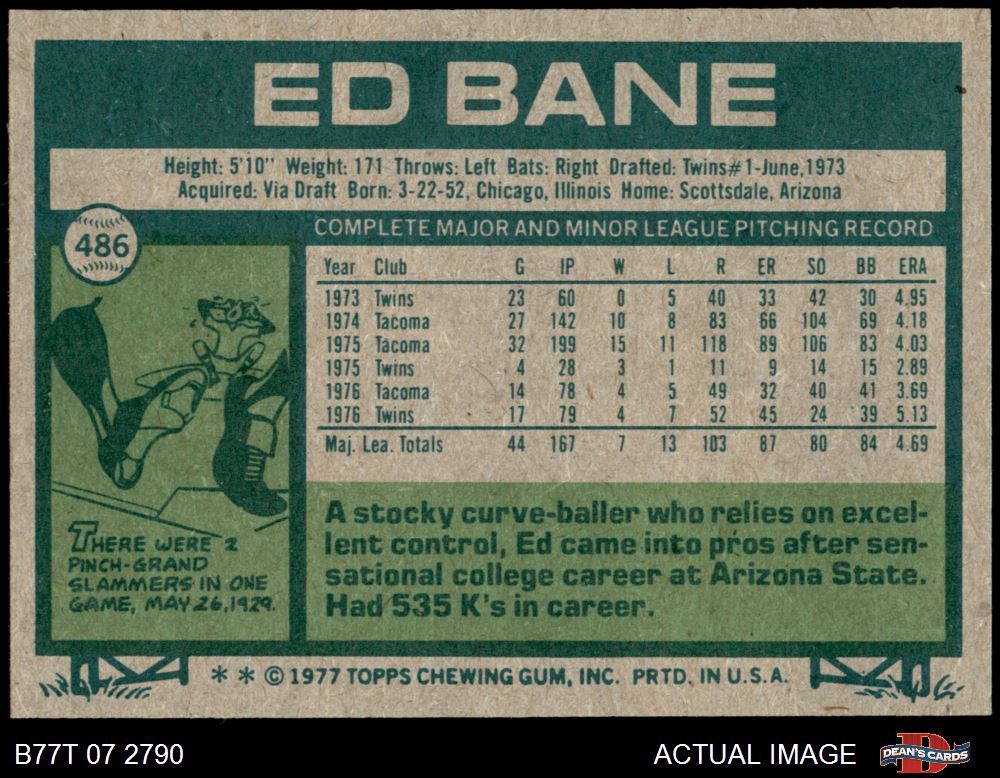 ED BANE
Height: 5'10" Weight: 171 Throws: Left Bats: Right Drafted: Twins#1-June,1973
Acquired: Via Draft Born: 3-22-52, Chicago, Illinois Home: Scottsdale, Arizona
486
COMPLETE MAJOR AND MINOR LEAGUE PITCHING RECORD
Year Club G IP W L R ER SO BB ERA
1973 Twins 23 60 0 5 40 33 42 30 4.95
1974 Tacoma 27 142 10 8 83 66 104 69 4.18
1975 Tacoma 32 199 15 11 118 89 106 83 4.03
1975 Twins 4 28 3 1 11 9 14 15 2.89
1976 Tacoma 14 78 4 5 49 32 40 41 3.69
1976 Twins 17 79 4 7 52 45 24 39 5.13
Maj. Lea. Totals 44 167 7 13 103 87 80 84 4.69
THERE WERE 2
PINCH-GRAND
SLAMMERS IN ONE
GAME, MAY 26, 1929.
A stocky curve-baller who relies on excel-
lent control, Ed came into pros after sen-
sational college career at Arizona State.
Had 535 K's in career.
* * © 1977 TOPPS CHEWING GUM, INC. PRTD. IN U.S.A.
B77T 07 2790
ACTUAL IMAGE
D
DEAN'S CARDS